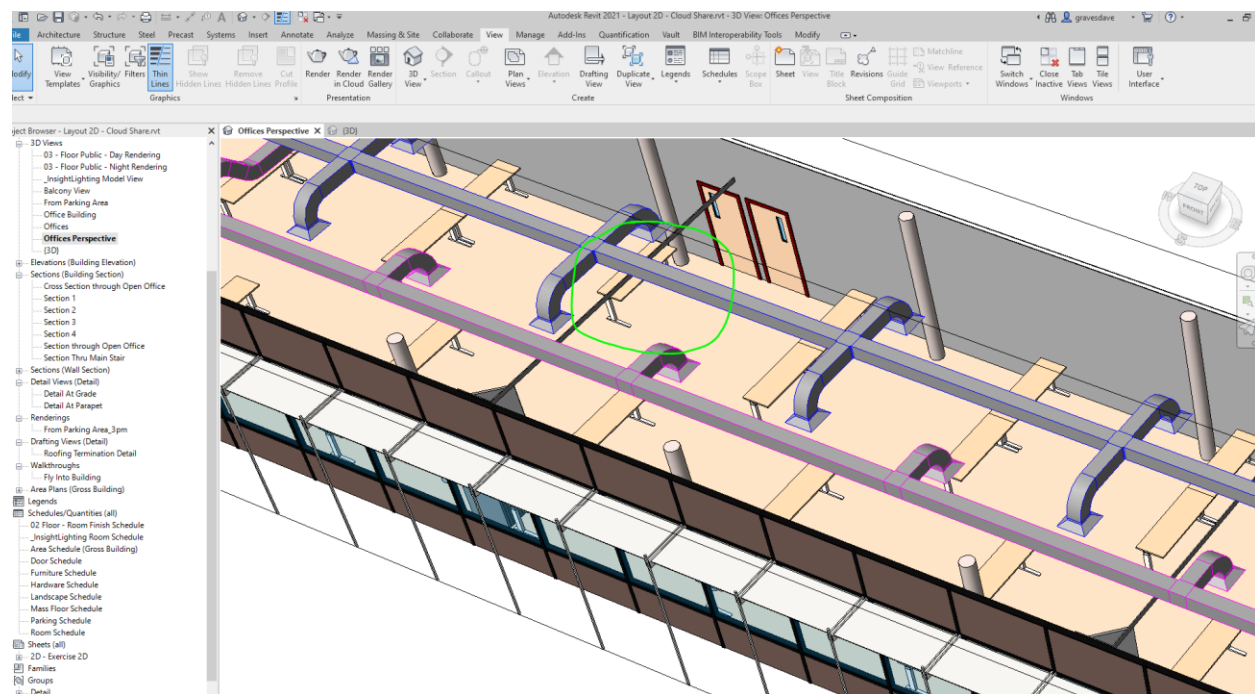 Autodesk Revit 2021 - Layout 2D - Cloud Share.rvt - 3D View: Offices Perspective
gravesdave
File Architecture Structure Steel Precast Systems Insert Annotate Analyze Massing & Site Collaborate View Manage Add-Ins Quantification Vault BIM Interoperability Tools Modify
Modify
View Templates
Visibility/ Graphics
Filters
Thin Lines
Show Hidden Lines
Remove Hidden Lines
Cut Profile
Render
Render in Cloud
Render Gallery
3D View
Section
Callout
Plan Views
Elevation
Drafting View
Duplicate View
Legends
Schedules
Scope Box
Sheet
View
Title Block
Revisions
Guide Grid
Matchline
View Reference
Viewports
Switch Windows
Close Inactive
Tab Views
Tile Views
User Interface
Select
Graphics
Presentation
Create
Sheet Composition
Windows
ject Browser - Layout 2D - Cloud Share.rvt
Offices Perspective
{3D}
3D Views
03 - Floor Public - Day Rendering
03 - Floor Public - Night Rendering
_InsightLighting Model View
Balcony View
From Parking Area
Office Building
Offices
Offices Perspective
{3D}
Elevations (Building Elevation)
Sections (Building Section)
Cross Section through Open Office
Section 1
Section 2
Section 3
Section 4
Section through Open Office
Section Thru Main Stair
Sections (Wall Section)
Detail Views (Detail)
Detail At Grade
Detail At Parapet
Renderings
From Parking Area_3pm
Drafting Views (Detail)
Roofing Termination Detail
Walkthroughs
Fly Into Building
Area Plans (Gross Building)
Legends
Schedules/Quantities (all)
02 Floor - Room Finish Schedule
_InsightLighting Room Schedule
Area Schedule (Gross Building)
Door Schedule
Furniture Schedule
Hardware Schedule
Landscape Schedule
Mass Floor Schedule
Parking Schedule
Room Schedule
Sheets (all)
2D - Exercise 2D
Families
Groups
Detail
TOP
FRONT